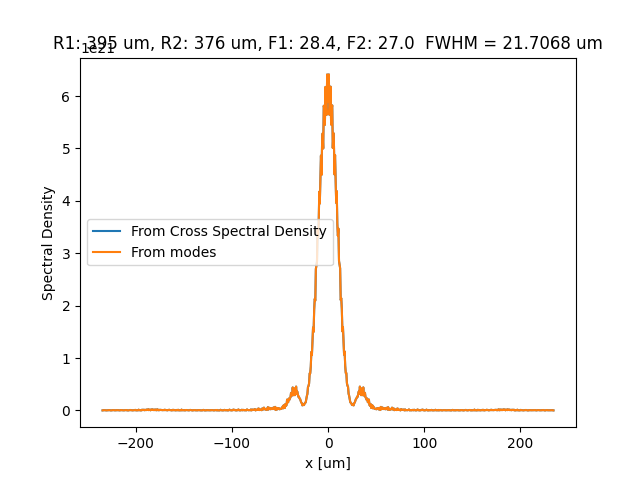 R1: 395 um, R2: 376 um, F1: 28.4, F2: 27.0  FWHM = 21.7068 um
1e21
6
5
4
3
2
1
0
Spectral Density
From Cross Spectral Density
From modes
−200
−100
0
100
200
x [um]